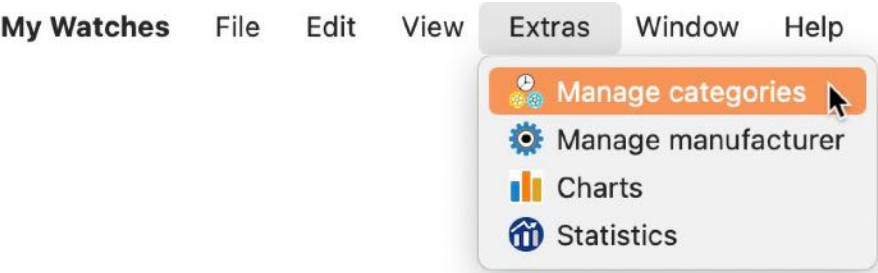 My Watches File Edit View Extras Window Help
Manage categories
Manage manufacturer
Charts
Statistics